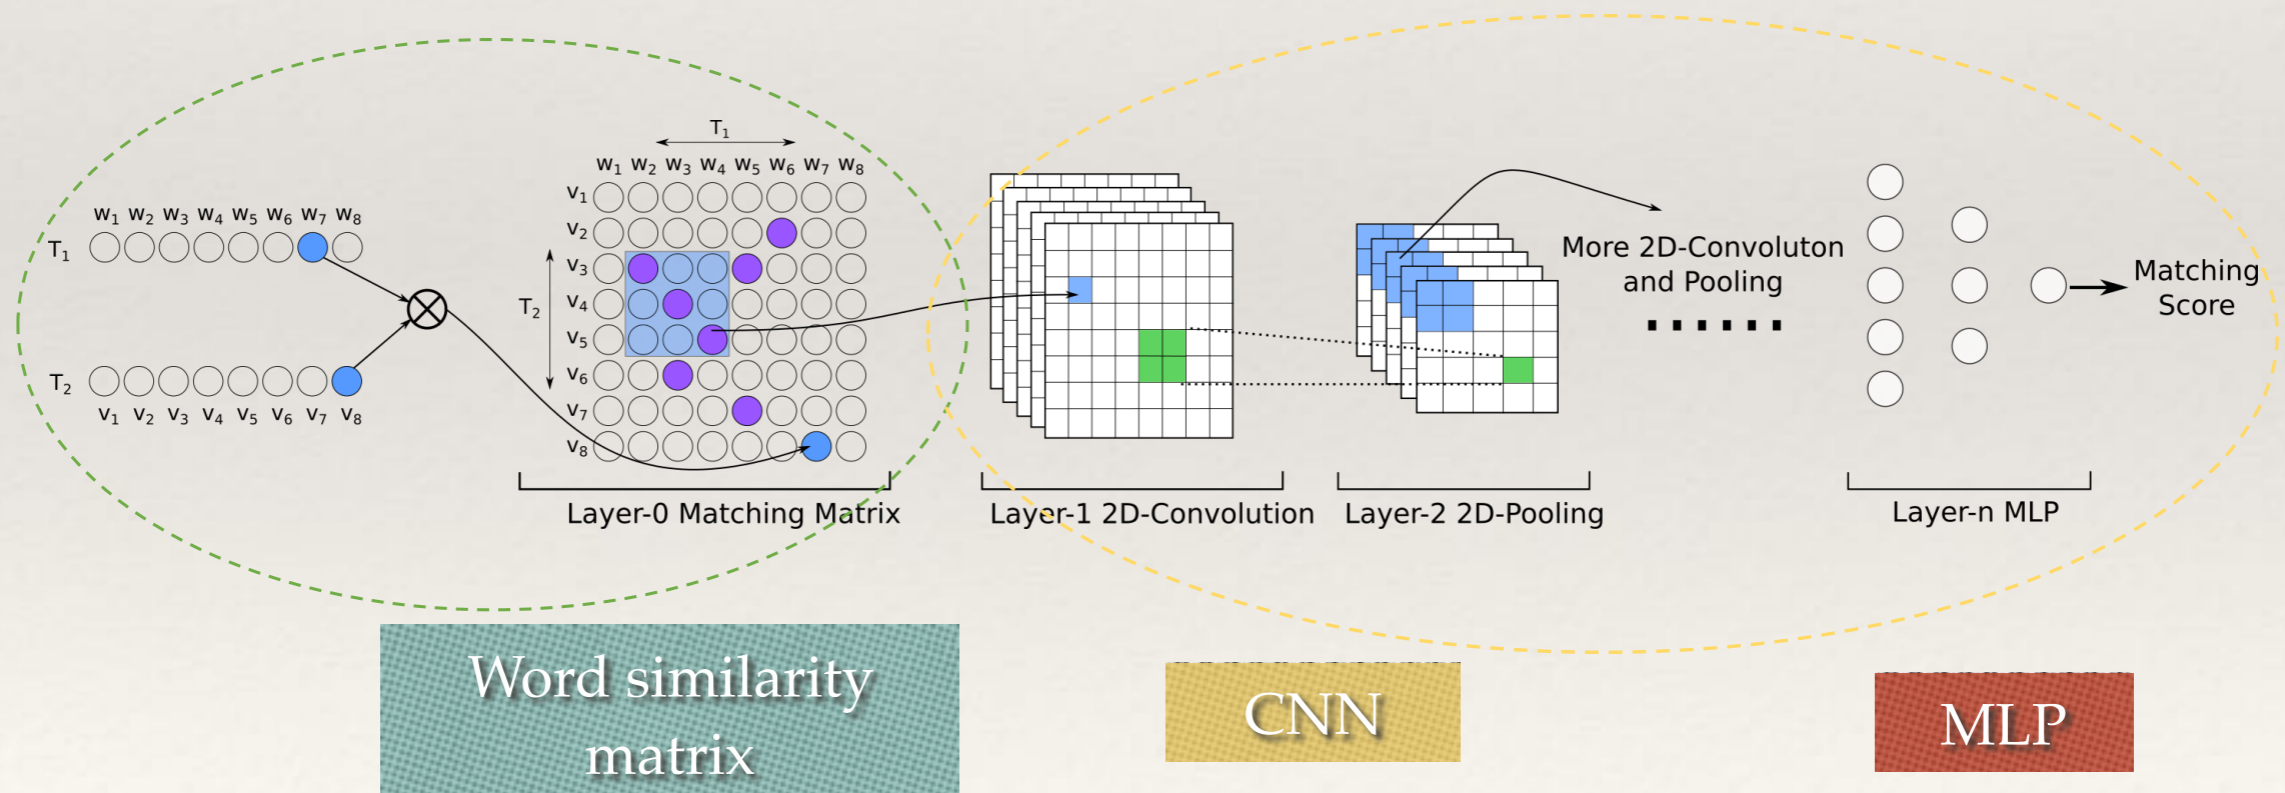 T₁
w₁ w₂ w₃ w₄ w₅ w₆ w₇ w₈
v₁
v₂
v₃
v₄
v₅
v₆
v₇
v₈
T₂
w₁ w₂ w₃ w₄ w₅ w₆ w₇ w₈
T₁
T₂
v₁ v₂ v₃ v₄ v₅ v₆ v₇ v₈
More 2D-Convoluton
and Pooling
Matching
Score
Layer-0 Matching Matrix
Layer-1 2D-Convolution
Layer-2 2D-Pooling
Layer-n MLP
Word similarity
matrix
CNN
MLP